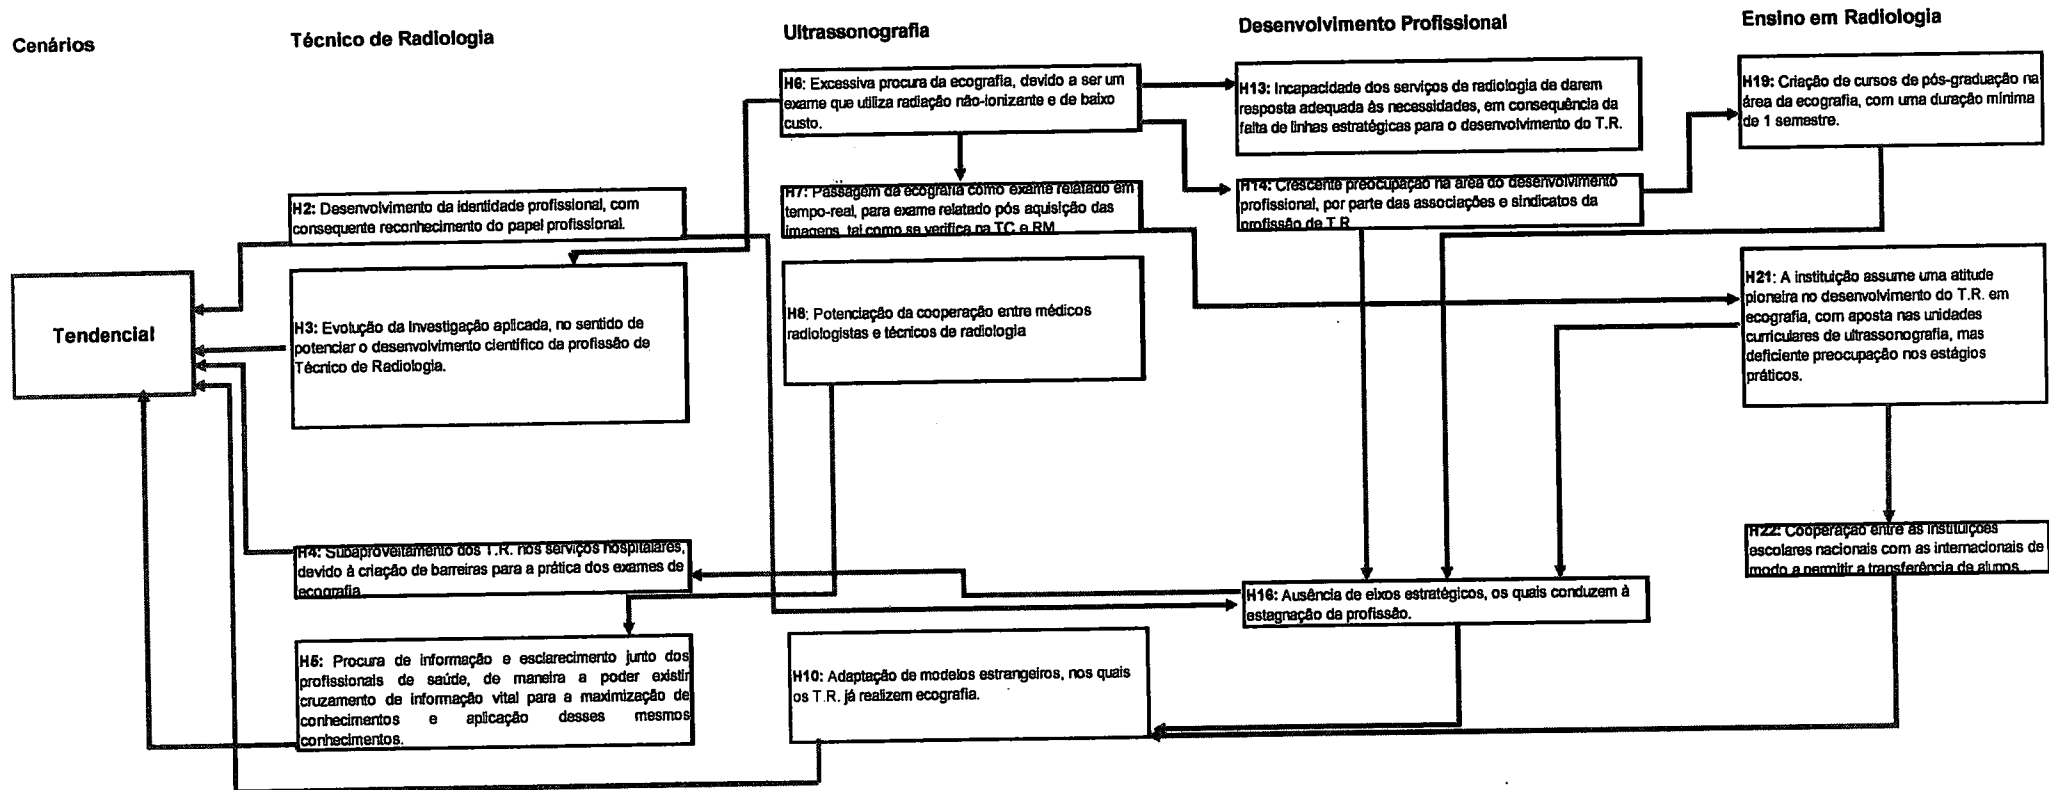 Cenários
Técnico de Radiologia
Ultrassonografia
Desenvolvimento Profissional
Ensino em Radiologia
Tendencial
H2: Desenvolvimento da identidade profissional, com
consequente reconhecimento do papel profissional.
H3: Evolução da Investigação aplicada, no sentido de
potenciar o desenvolvimento científico da profissão de
Técnico de Radiologia.
H4: Subaproveitamento dos T.R. nos serviços hospitalares,
devido à criação de barreiras para a prática dos exames de
ecografia
H5: Procura de informação e esclarecimento junto dos
profissionais de saúde, de maneira a poder existir
cruzamento de informação vital para a maximização de
conhecimentos e aplicação desses mesmos
conhecimentos.
H6: Excessiva procura da ecografia, devido a ser um
exame que utiliza radiação não-ionizante e de baixo
custo.
H7: Passagem da ecografia como exame relatado em
tempo-real, para exame relatado pós aquisição das
imagens, tal como se verifica na TC e RM
H8: Potenciação da cooperação entre médicos
radiologistas e técnicos de radiologia
H10: Adaptação de modelos estrangeiros, nos quais
os T.R. já realizem ecografia.
H13: Incapacidade dos serviços de radiologia de darem
resposta adequada às necessidades, em consequência da
falta de linhas estratégicas para o desenvolvimento do T.R.
H14: Crescente preocupação na área do desenvolvimento
profissional, por parte das associações e sindicatos da
profissão de T.R
H16: Ausência de eixos estratégicos, os quais conduzem à
estagnação da profissão.
H19: Criação de cursos de pós-graduação na
área da ecografia, com uma duração mínima
de 1 semestre.
H21: A instituição assume uma atitude
pioneira no desenvolvimento do T.R. em
ecografia, com aposta nas unidades
curriculares de ultrassonografia, mas
deficiente preocupação nos estágios
práticos.
H22: Cooperação entre as instituições
escolares nacionais com as internacionais de
modo a permitir a transferência de alunos